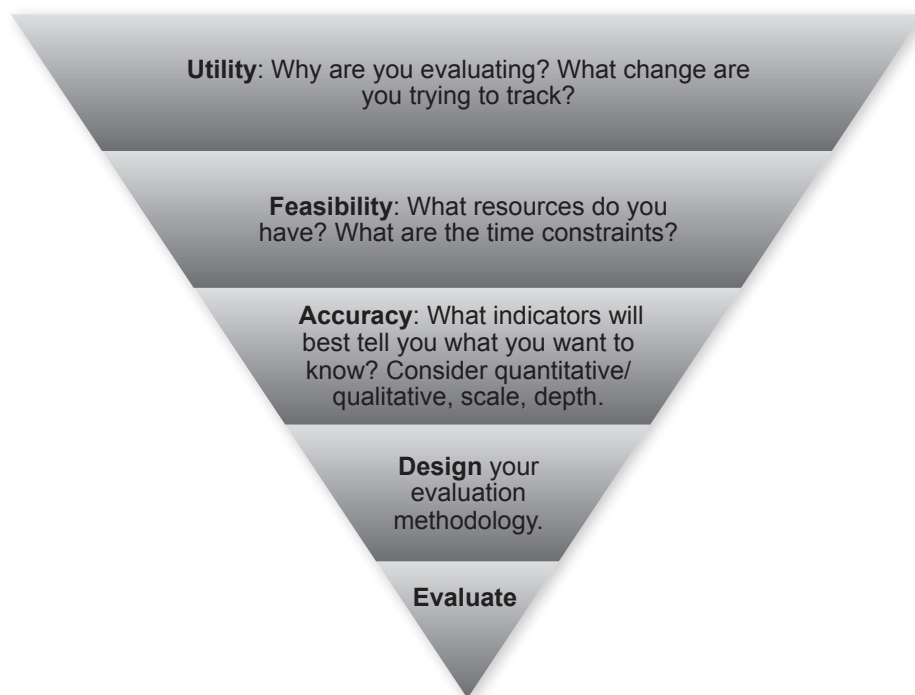 Utility: Why are you evaluating? What change are
you trying to track?
Feasibility: What resources do you
have? What are the time constraints?
Accuracy: What indicators will
best tell you what you want to
know? Consider quantitative/
qualitative, scale, depth.
Design your
evaluation
methodology.
Evaluate